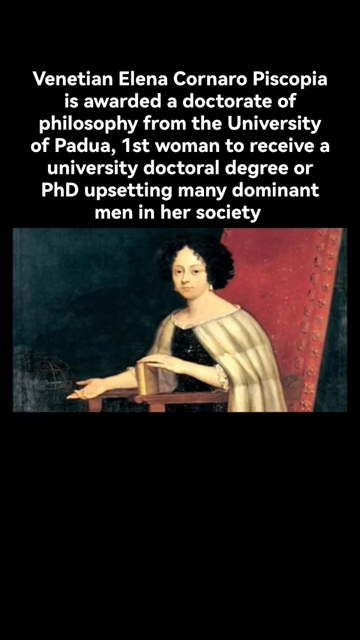 Venetian Elena Cornaro Piscopia
is awarded a doctorate of
philosophy from the University
of Padua, 1st woman to receive a
university doctoral degree or
PhD upsetting many dominant
men in her society